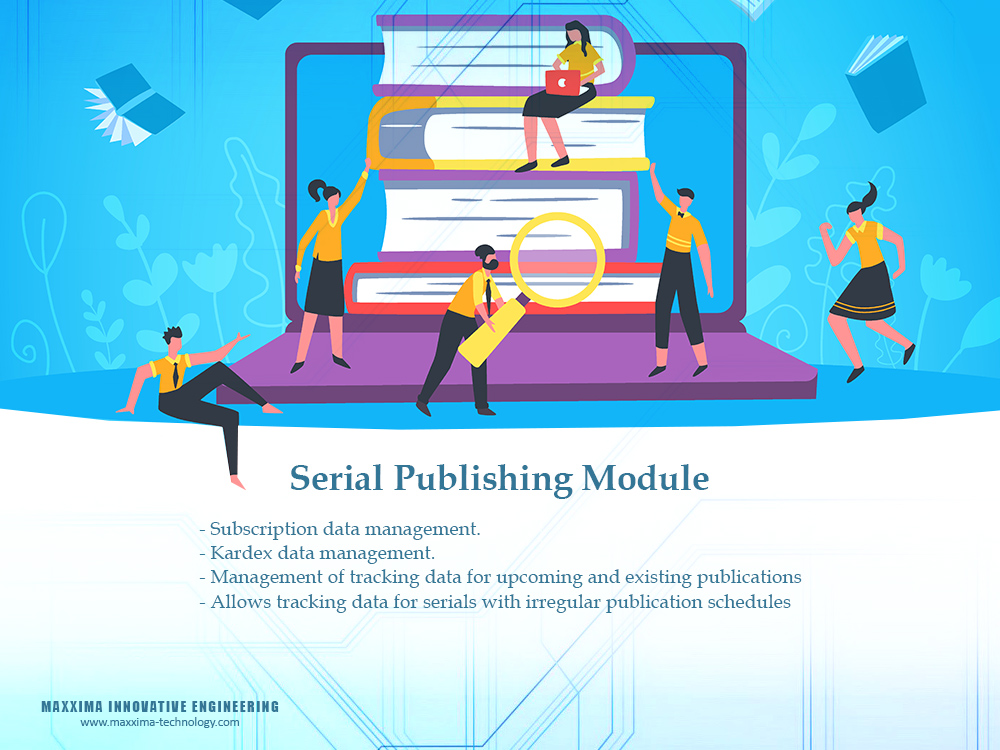 Serial Publishing Module
- Subscription data management.
- Kardex data management.
- Management of tracking data for upcoming and existing publications
- Allows tracking data for serials with irregular publication schedules
MAXXIMA INNOVATIVE ENGINEERING
www.maxxima-technology.com